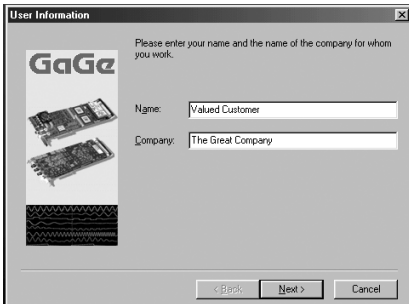 User Information
GaGe
Please enter your name and the name of the company for whom
you work.
Name: Valued Customer
Company: The Great Company
< Back Next > Cancel